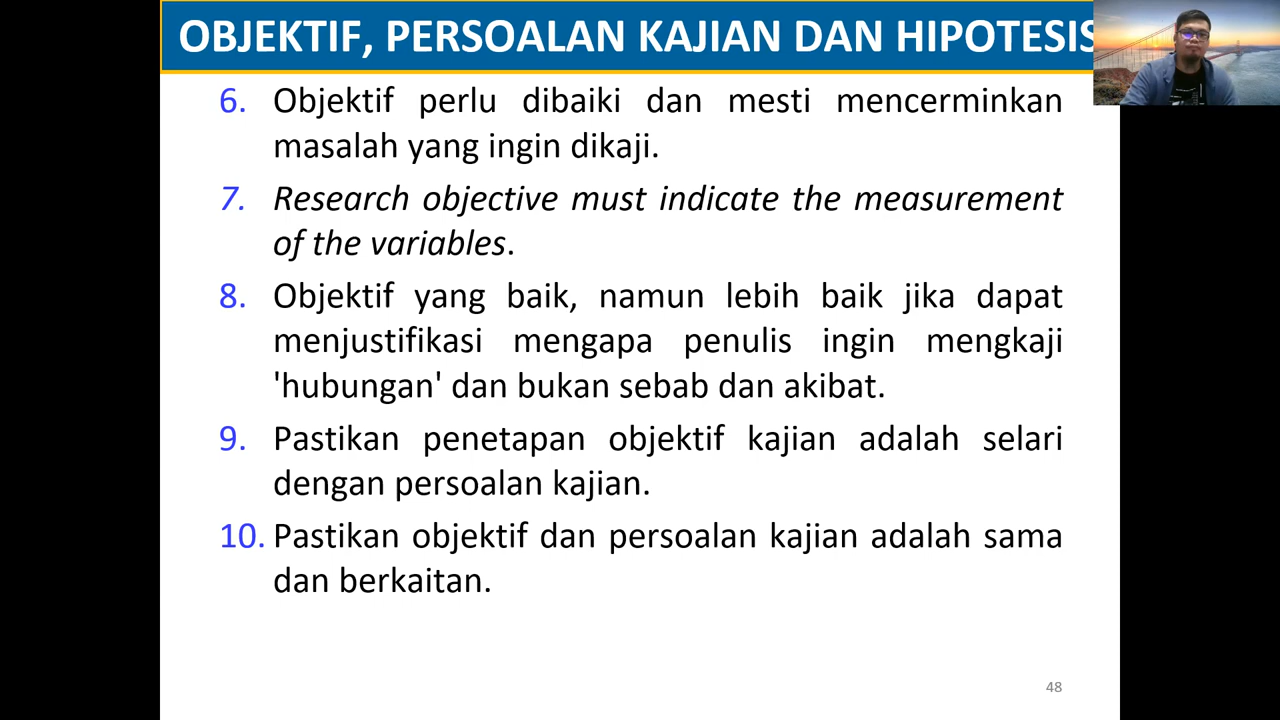 OBJEKTIF, PERSOALAN KAJIAN DAN HIPOTESIS
6. Objektif perlu dibaiki dan mesti mencerminkan
masalah yang ingin dikaji.
7. Research objective must indicate the measurement
of the variables.
8. Objektif yang baik, namun lebih baik jika dapat
menjustifikasi mengapa penulis ingin mengkaji
'hubungan' dan bukan sebab dan akibat.
9. Pastikan penetapan objektif kajian adalah selari
dengan persoalan kajian.
10. Pastikan objektif dan persoalan kajian adalah sama
dan berkaitan.
48